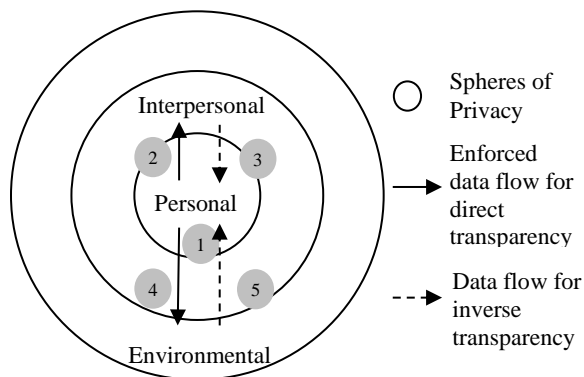 Interpersonal
2
3
Personal
1
4
5
Environmental
Spheres of
Privacy
Enforced
data flow for
direct
transparency
Data flow for
inverse
transparency